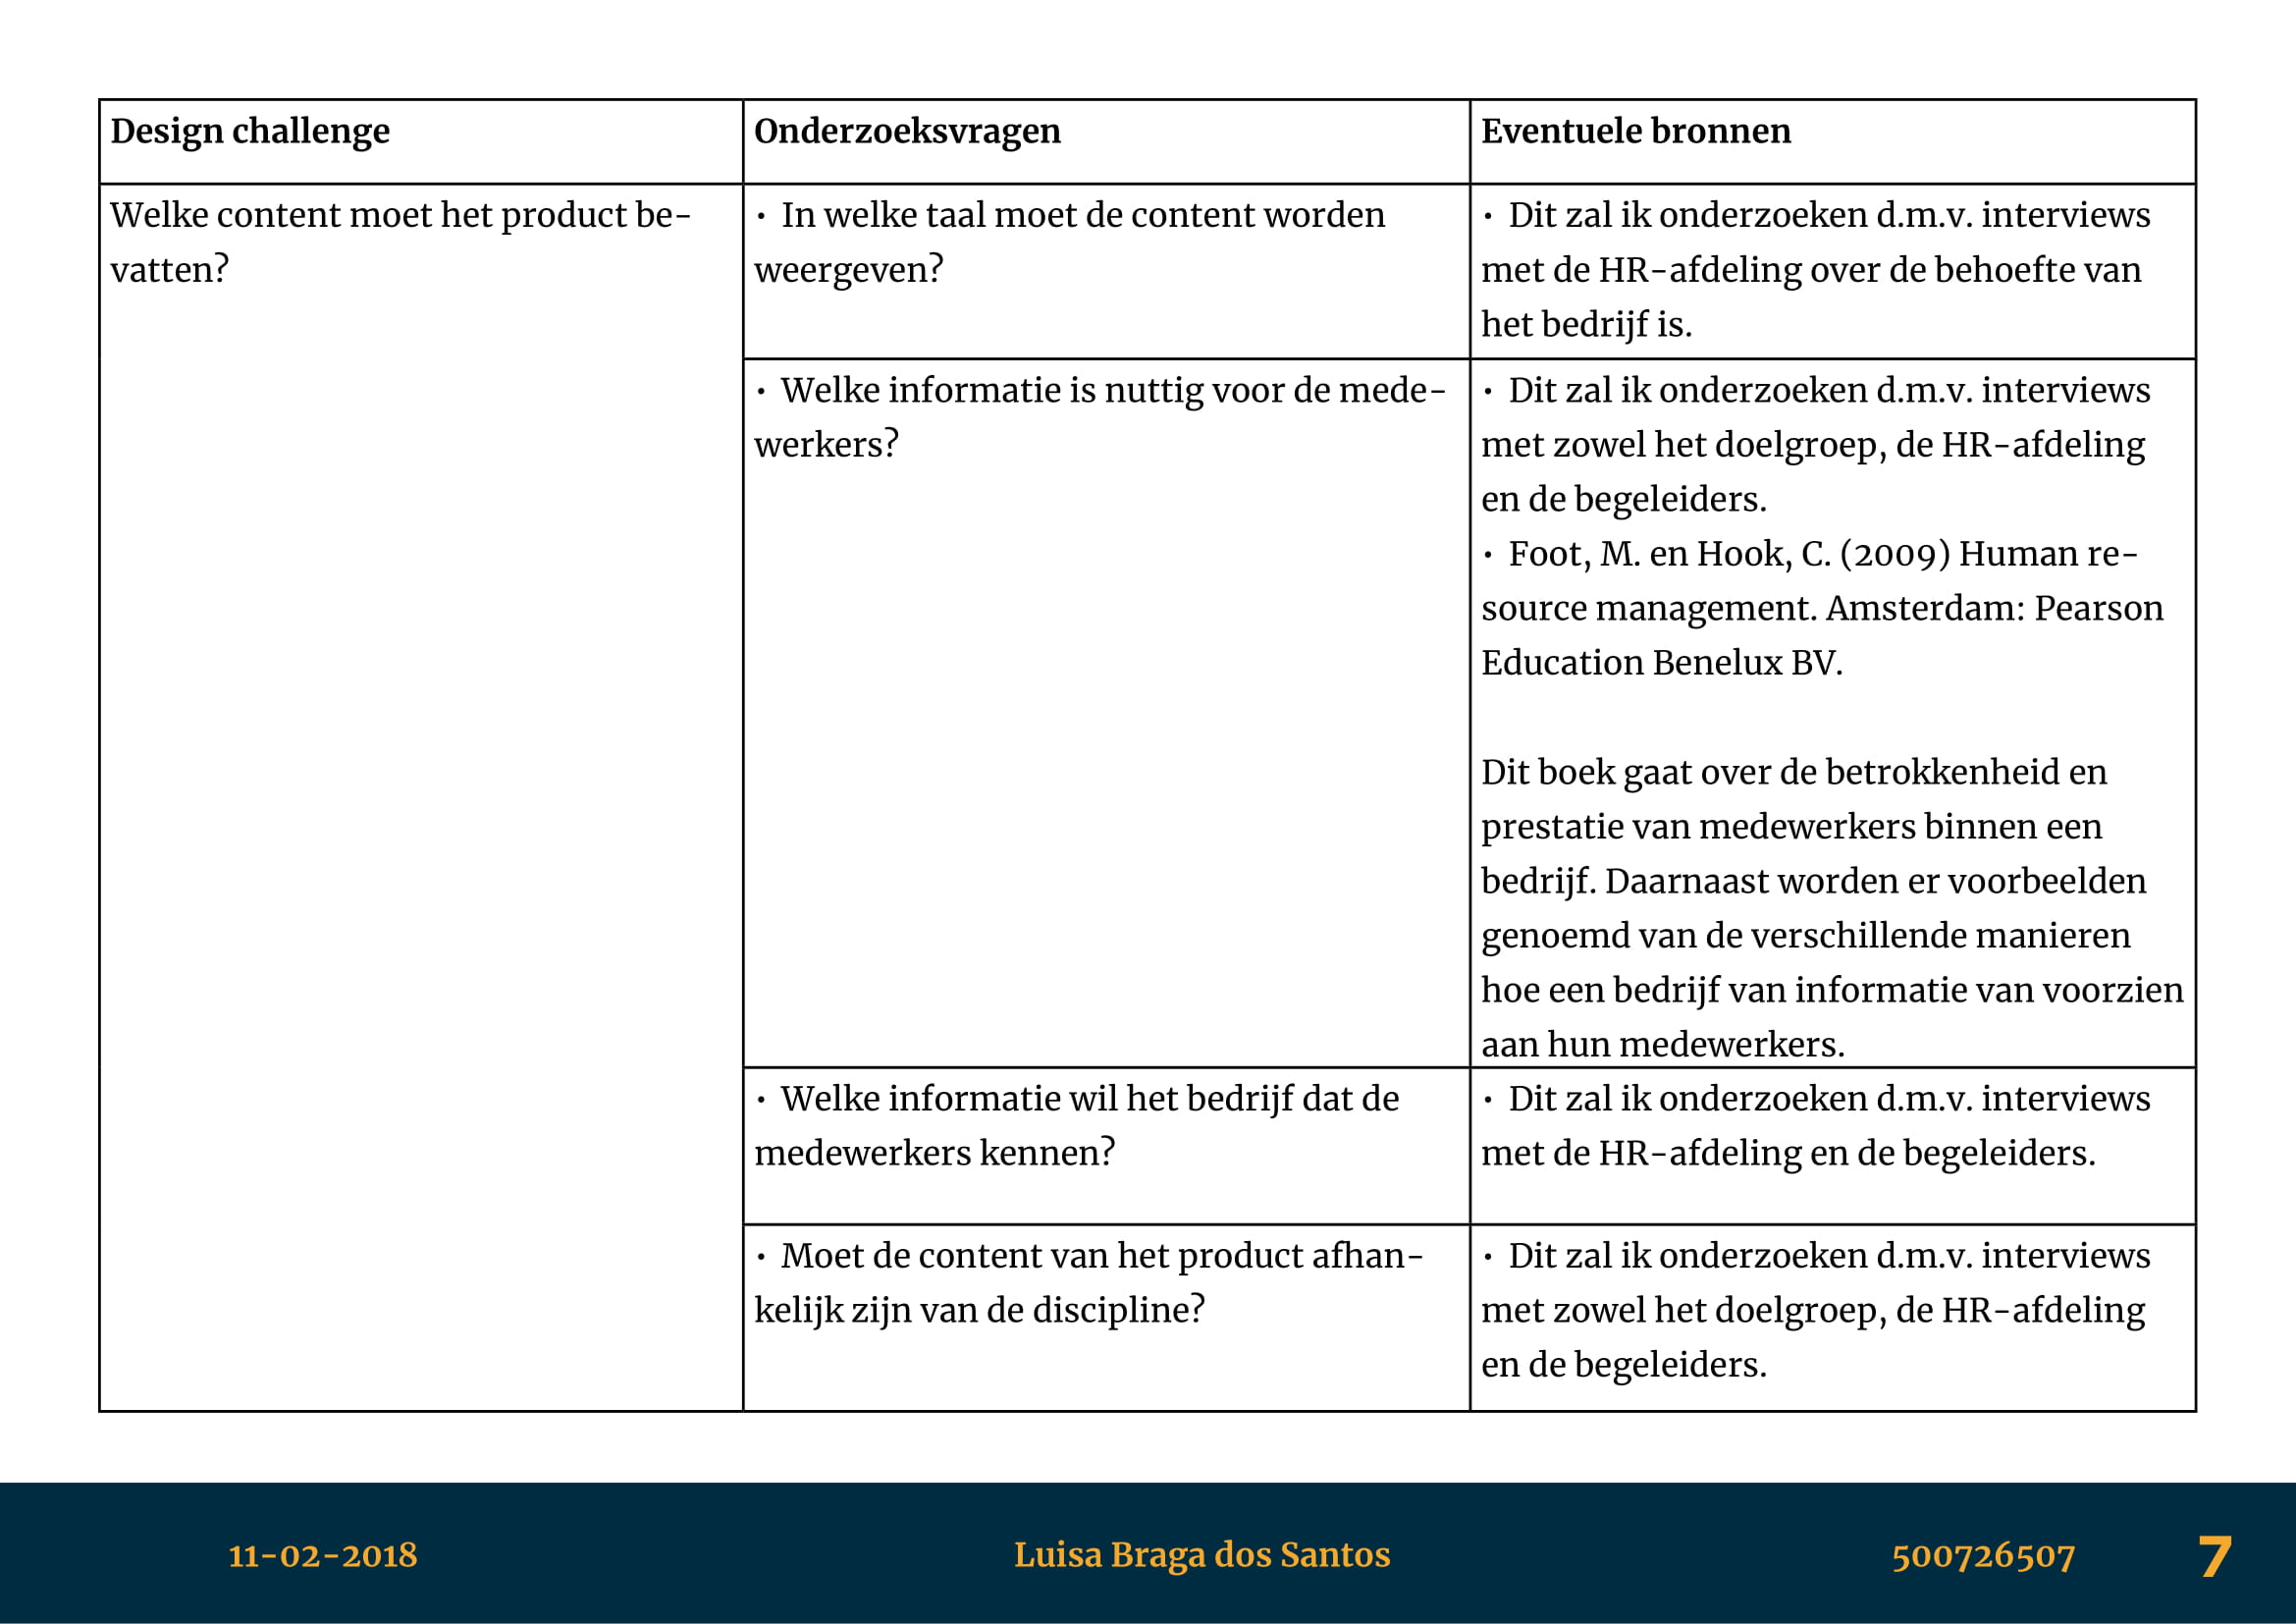 Design challenge
Onderzoeksvragen
Eventuele bronnen
Welke content moet het product be-
vatten?
• In welke taal moet de content worden
weergeven?
• Dit zal ik onderzoeken d.m.v. interviews
met de HR-afdeling over de behoefte van
het bedrijf is.
• Welke informatie is nuttig voor de mede-
werkers?
• Dit zal ik onderzoeken d.m.v. interviews
met zowel het doelgroep, de HR-afdeling
en de begeleiders.
• Foot, M. en Hook, C. (2009) Human re-
source management. Amsterdam: Pearson
Education Benelux BV.
Dit boek gaat over de betrokkenheid en
prestatie van medewerkers binnen een
bedrijf. Daarnaast worden er voorbeelden
genoemd van de verschillende manieren
hoe een bedrijf van informatie van voorzien
aan hun medewerkers.
• Welke informatie wil het bedrijf dat de
medewerkers kennen?
• Dit zal ik onderzoeken d.m.v. interviews
met de HR-afdeling en de begeleiders.
• Moet de content van het product afhan-
kelijk zijn van de discipline?
• Dit zal ik onderzoeken d.m.v. interviews
met zowel het doelgroep, de HR-afdeling
en de begeleiders.
11-02-2018
Luisa Braga dos Santos
500726507
7